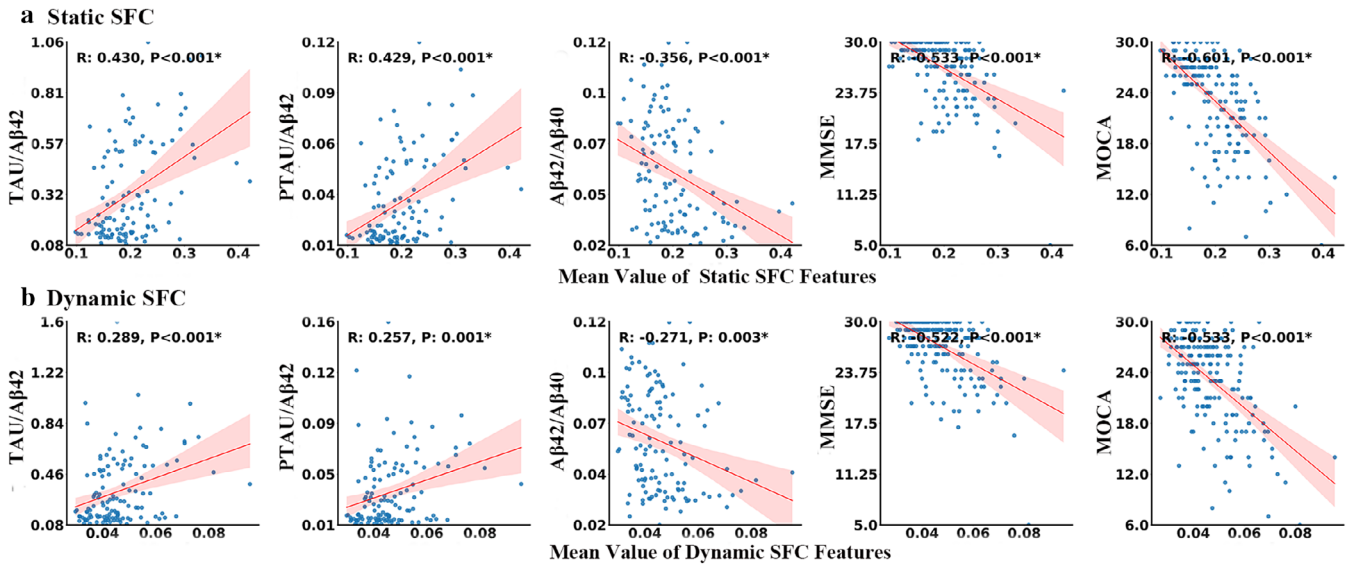 a Static SFC
R: 0.430, P<0.001*
TAU/Aβ42
1.06
0.81
0.57
0.32
0.08
0.1 0.2 0.3 0.4
R: 0.429, P<0.001*
PTAU/Aβ42
0.12
0.09
0.06
0.04
0.01
0.1 0.2 0.3 0.4
R: -0.356, P<0.001*
Aβ42/Aβ40
0.12
0.1
0.07
0.05
0.02
0.1 0.2 0.3 0.4
R: -0.533, P<0.001*
MMSE
30.0
23.75
17.5
11.25
5.0
0.1 0.2 0.3 0.4
R: -0.601, P<0.001*
MOCA
30.0
24.0
18.0
12.0
6.0
0.1 0.2 0.3 0.4
Mean Value of Static SFC Features
b Dynamic SFC
R: 0.289, P<0.001*
TAU/Aβ42
1.6
1.22
0.84
0.46
0.08
0.04 0.06 0.08
R: 0.257, P: 0.001*
PTAU/Aβ42
0.16
0.12
0.09
0.05
0.01
0.04 0.06 0.08
R: -0.271, P: 0.003*
Aβ42/Aβ40
0.12
0.1
0.07
0.04
0.02
0.04 0.06 0.08
R: -0.522, P<0.001*
MMSE
30.0
23.75
17.5
11.25
5.0
0.04 0.06 0.08
R: -0.533, P<0.001*
MOCA
30.0
24.0
18.0
12.0
6.0
0.04 0.06 0.08
Mean Value of Dynamic SFC Features